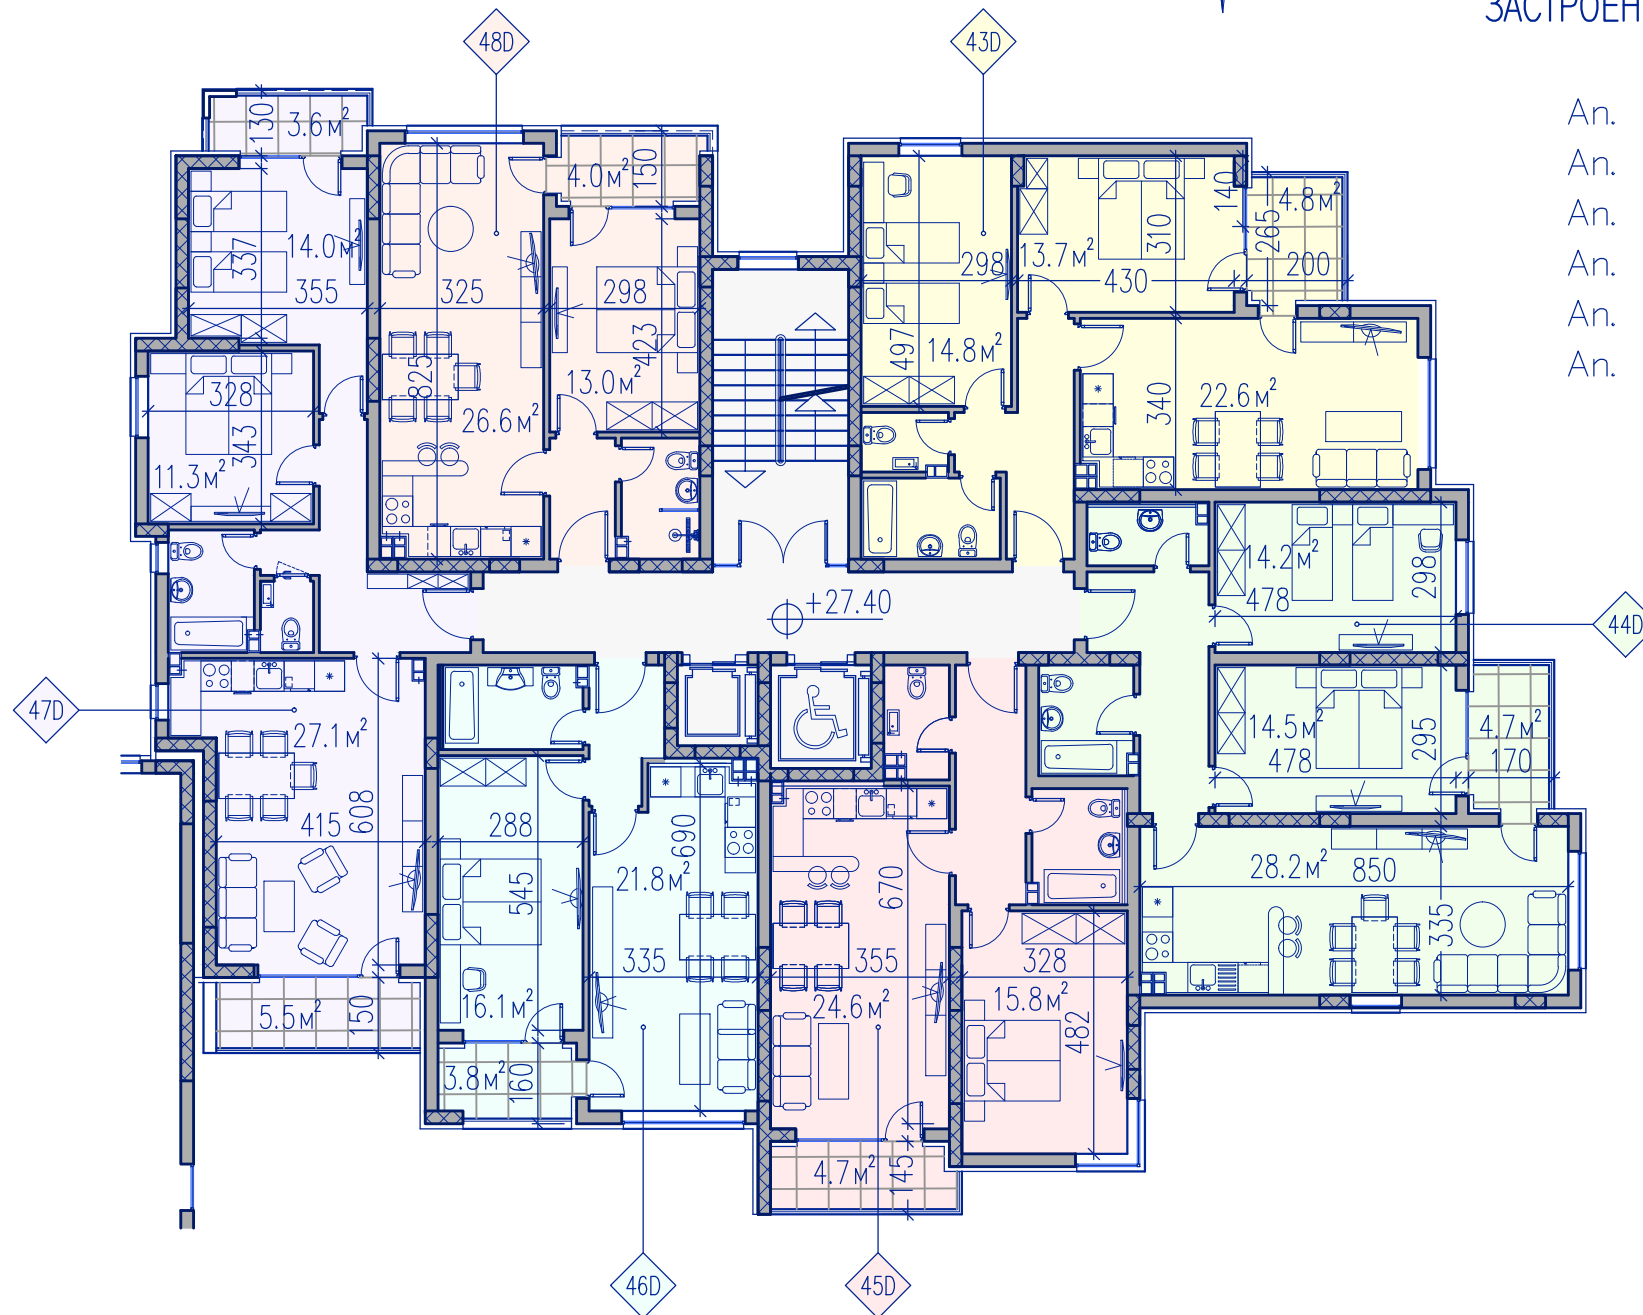 ЗАСТРОЕН
48D
43D
Ап.
Ап.
Ап.
Ап.
Ап.
Ап.
130
3.6м²
4.0м²
150
337
14.0м²
355
325
298
423
825
13.0м²
26.6м²
328
343
11.3м²
298
13.7м²
310
140
430
265
4.8м²
200
497
14.8м²
340
22.6м²
+27.40
14.2м²
478
298
44D
47D
27.1м²
415
608
5.5м²
150
288
545
16.1м²
3.8м²
160
690
21.8м²
335
670
355
24.6м²
4.7м²
145
328
15.8м²
482
14.5м²
478
295
4.7м²
170
28.2м²
850
335
46D
45D